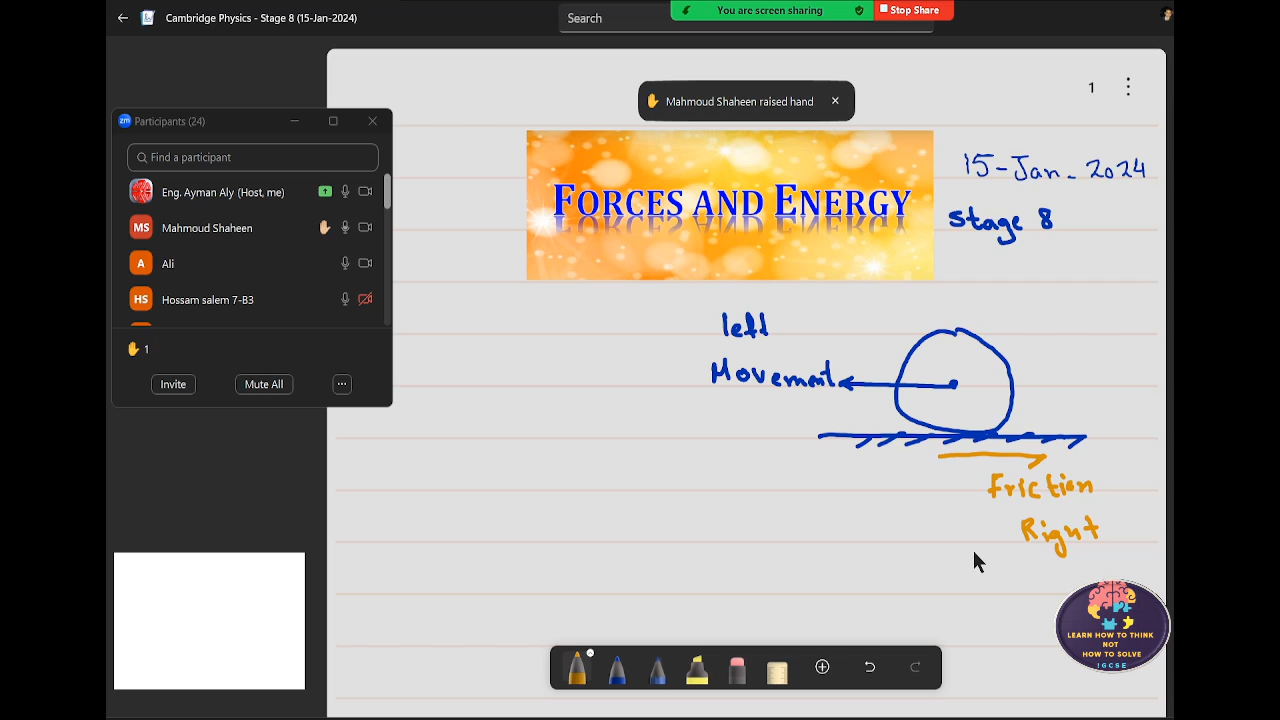 Cambridge Physics - Stage 8 (15-Jan-2024)
Search
You are screen sharing
Stop Share
1
Mahmoud Shaheen raised hand
zm Participants (24)
Find a participant
Eng. Ayman Aly (Host, me)
MS Mahmoud Shaheen
A Ali
HS Hossam salem 7-B3
1
Invite
Mute All
...
FORCES AND ENERGY
15-Jan-2024
stage 8
left
Movement
Friction
Right
LEARN HOW TO THINK
NOT
HOW TO SOLVE
IGCSE